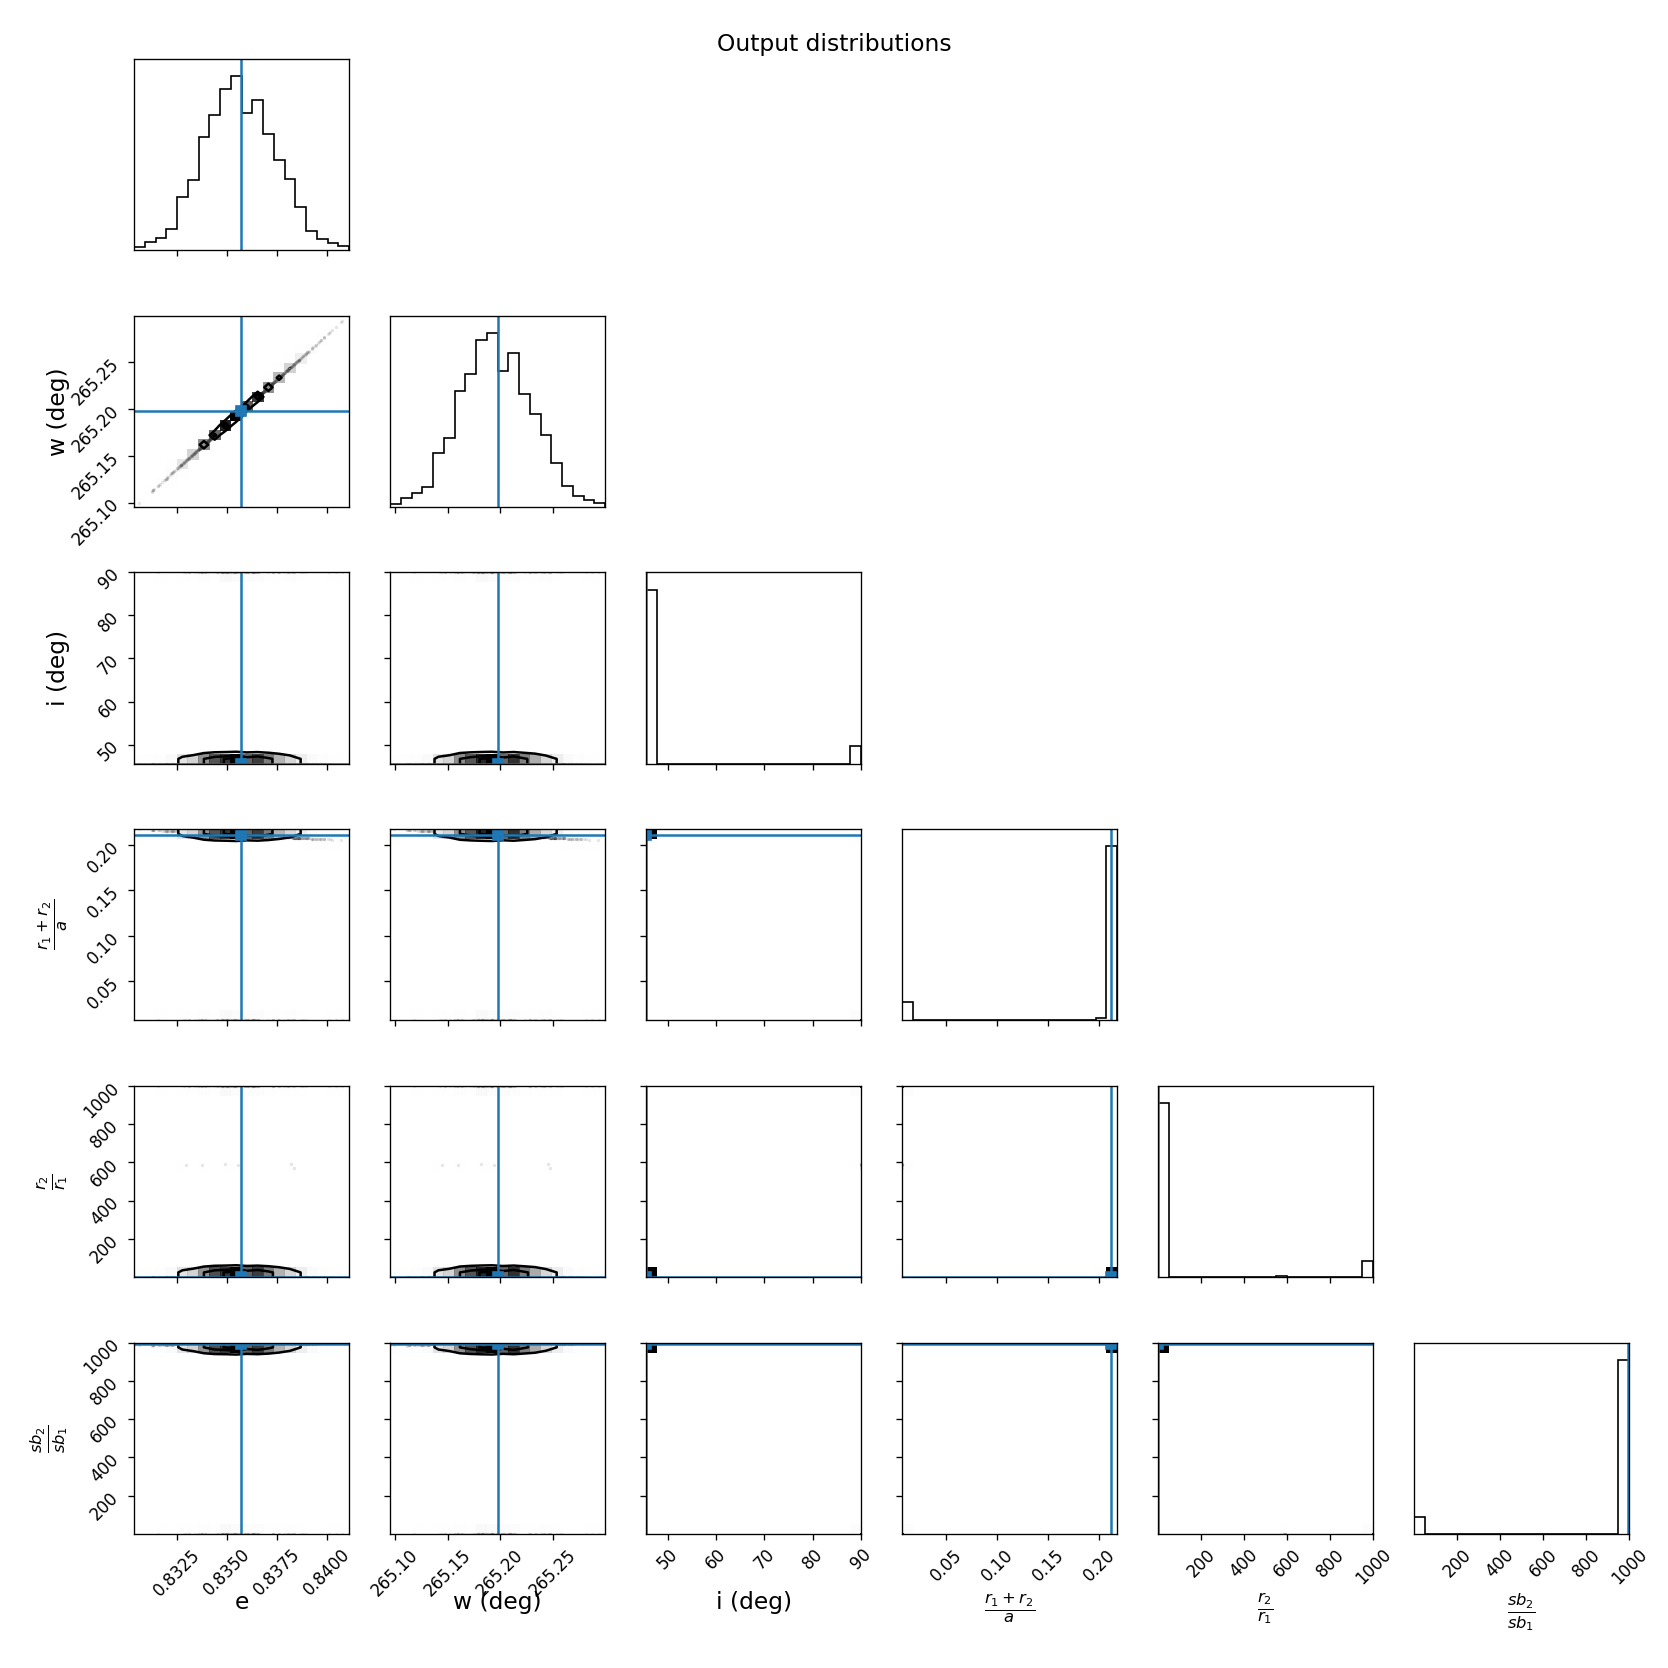 Output distributions
w (deg)
265.25
265.20
265.15
265.10
i (deg)
90
80
70
60
50
r₁ + r₂
a
0.20
0.15
0.10
0.05
r₂
r₁
1000
800
600
400
200
sb₂
sb₁
1000
800
600
400
200
0.8325 0.8350 0.8375 0.8400 265.10 265.15 265.20 265.25 50 60 70 80 90 0.05 0.10 0.15 0.20 200 400 600 800 1000 200 400 600 800 1000
e w (deg) i (deg)
r₁ + r₂ r₂ sb₂
a r₁ sb₁